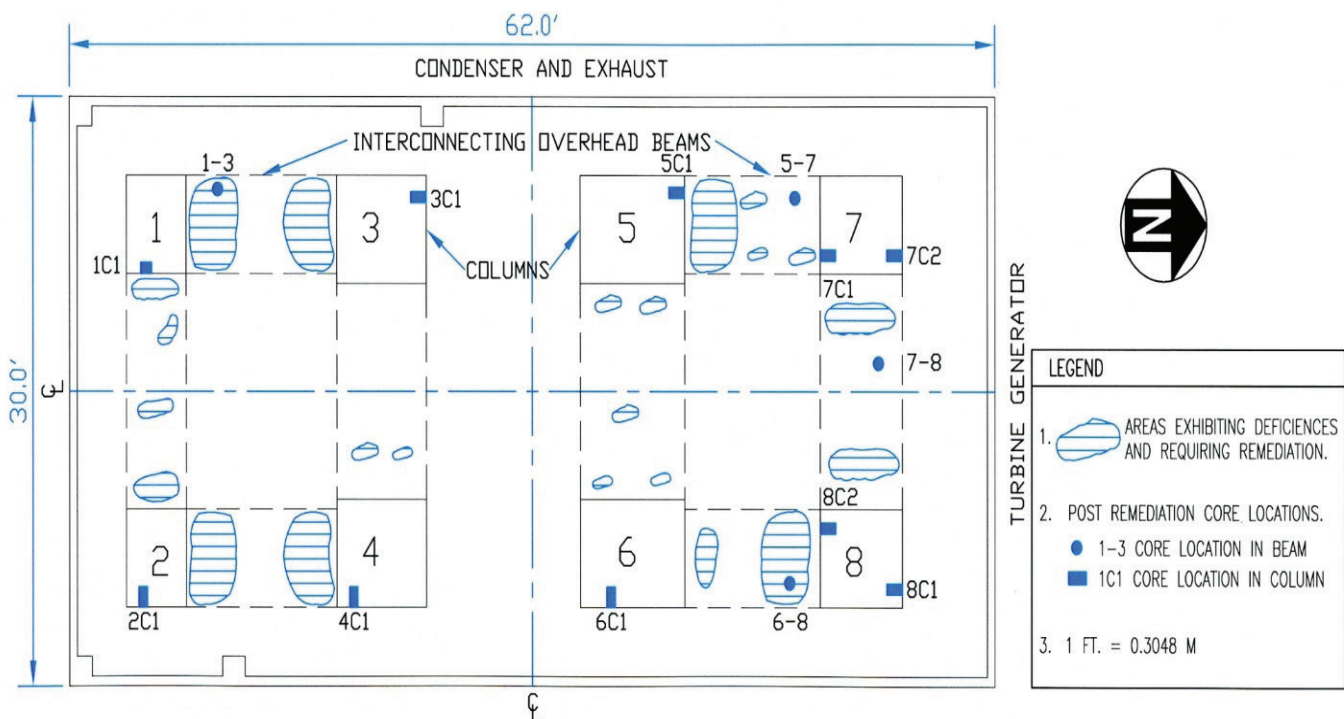 62.0'
CONDENSER AND EXHAUST
INTERCONNECTING OVERHEAD BEAMS
1-3
5C1
5-7
1
3
3C1
5
7
1C1
COLUMNS
7C2
7C1
30.0'
℄
7-8
TURBINE GENERATOR
8C2
2
4
6
8
8C1
2C1
4C1
6C1
6-8
℄
N
LEGEND
1. AREAS EXHIBITING DEFICIENCES
AND REQUIRING REMEDIATION.
2. POST REMEDIATION CORE LOCATIONS.
1-3 CORE LOCATION IN BEAM
1C1 CORE LOCATION IN COLUMN
3. 1 FT. = 0.3048 M